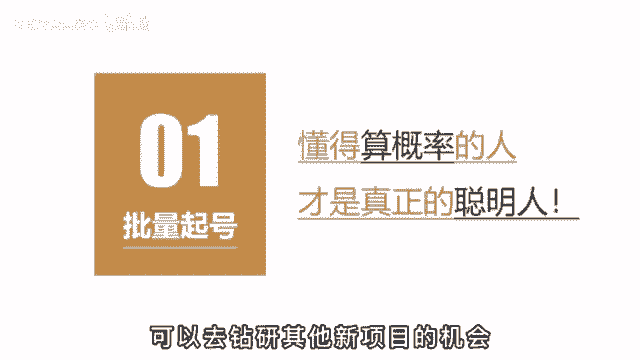 01
批量起号
懂得算概率的人
才是真正的聪明人！
可以去钻研其他新项目的机会